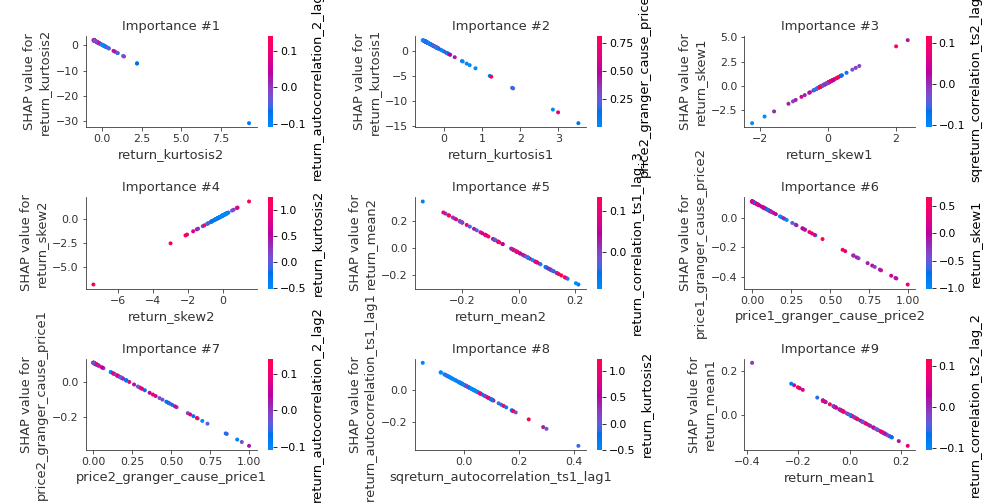 Importance #1
SHAP value for
return_kurtosis2
0
−10
−20
−30
0.0
2.5
5.0
7.5
return_kurtosis2
0.1
0.0
−0.1
return_autocorrelation_2_lag
Importance #2
SHAP value for
return_kurtosis1
0
−5
−10
−15
0
1
2
3
return_kurtosis1
0.75
0.50
0.25
price2_granger_cause_price
Importance #3
SHAP value for
return_skew1
5.0
2.5
0.0
−2.5
−2
0
2
return_skew1
0.1
0.0
−0.1
sqreturn_correlation_ts2_lag
Importance #4
SHAP value for
return_skew2
0.0
−2.5
−5.0
−6
−4
−2
0
return_skew2
1.0
0.5
0.0
−0.5
return_kurtosis2
Importance #5
SHAP value for
return_mean2
0.2
0.0
−0.2
−0.2
0.0
0.2
return_mean2
0.1
0.0
return_correlation_ts1_lag_3
Importance #6
SHAP value for
price1_granger_cause_price2
0.0
−0.2
−0.4
0.00
0.25
0.50
0.75
1.00
price1_granger_cause_price2
0.5
0.0
−0.5
−1.0
return_skew1
Importance #7
SHAP value for
price2_granger_cause_price1
0.0
−0.2
0.00
0.25
0.50
0.75
1.00
price2_granger_cause_price1
0.1
0.0
−0.1
return_autocorrelation_2_lag2
Importance #8
SHAP value for
return_autocorrelation_ts1_lag1
0.0
−0.2
0.0
0.2
0.4
sqreturn_autocorrelation_ts1_lag1
1.0
0.5
0.0
−0.5
return_kurtosis2
Importance #9
SHAP value for
return_mean1
0.2
0.0
−0.4
−0.2
0.0
0.2
return_mean1
0.1
0.0
−0.1
return_correlation_ts2_lag_2